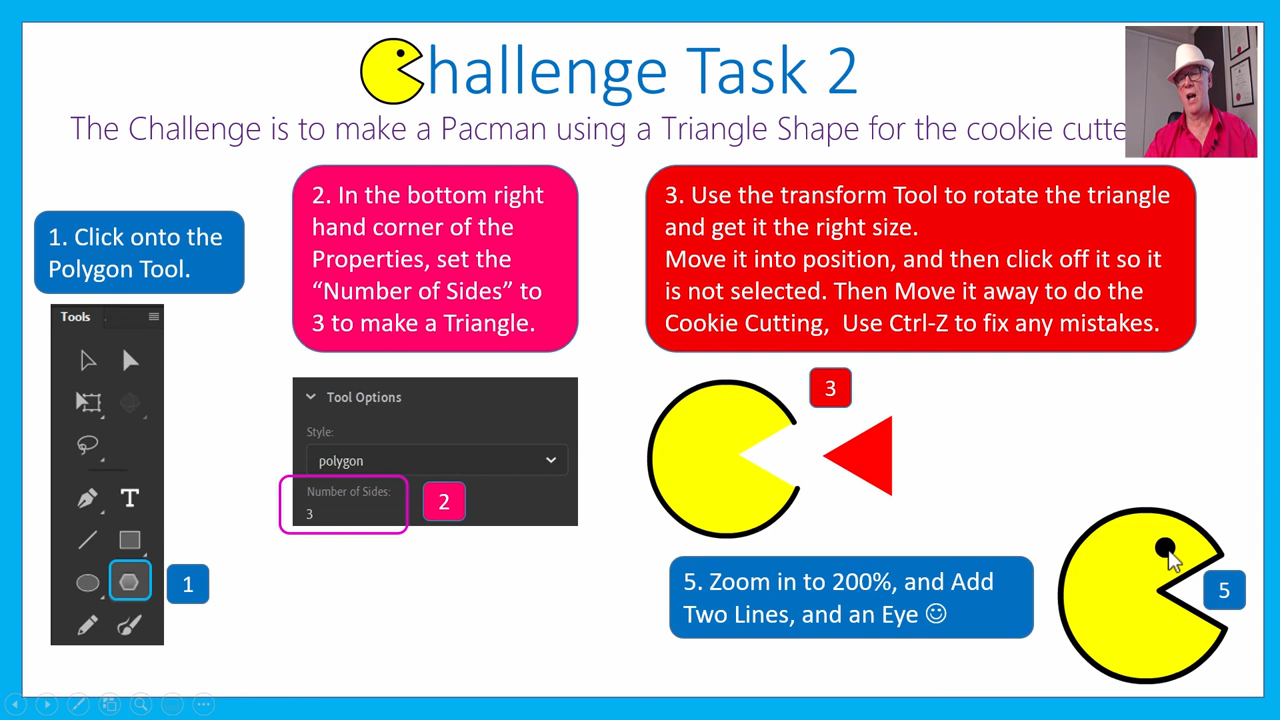 hallenge Task 2
The Challenge is to make a Pacman using a Triangle Shape for the cookie cutte
1. Click onto the
Polygon Tool.
2. In the bottom right
hand corner of the
Properties, set the
“Number of Sides” to
3 to make a Triangle.
3. Use the transform Tool to rotate the triangle
and get it the right size.
Move it into position, and then click off it so it
is not selected. Then Move it away to do the
Cookie Cutting,  Use Ctrl-Z to fix any mistakes.
Tools
T
1
Tool Options
Style:
polygon
Number of Sides:
3
2
3
5. Zoom in to 200%, and Add
Two Lines, and an Eye ☺
5